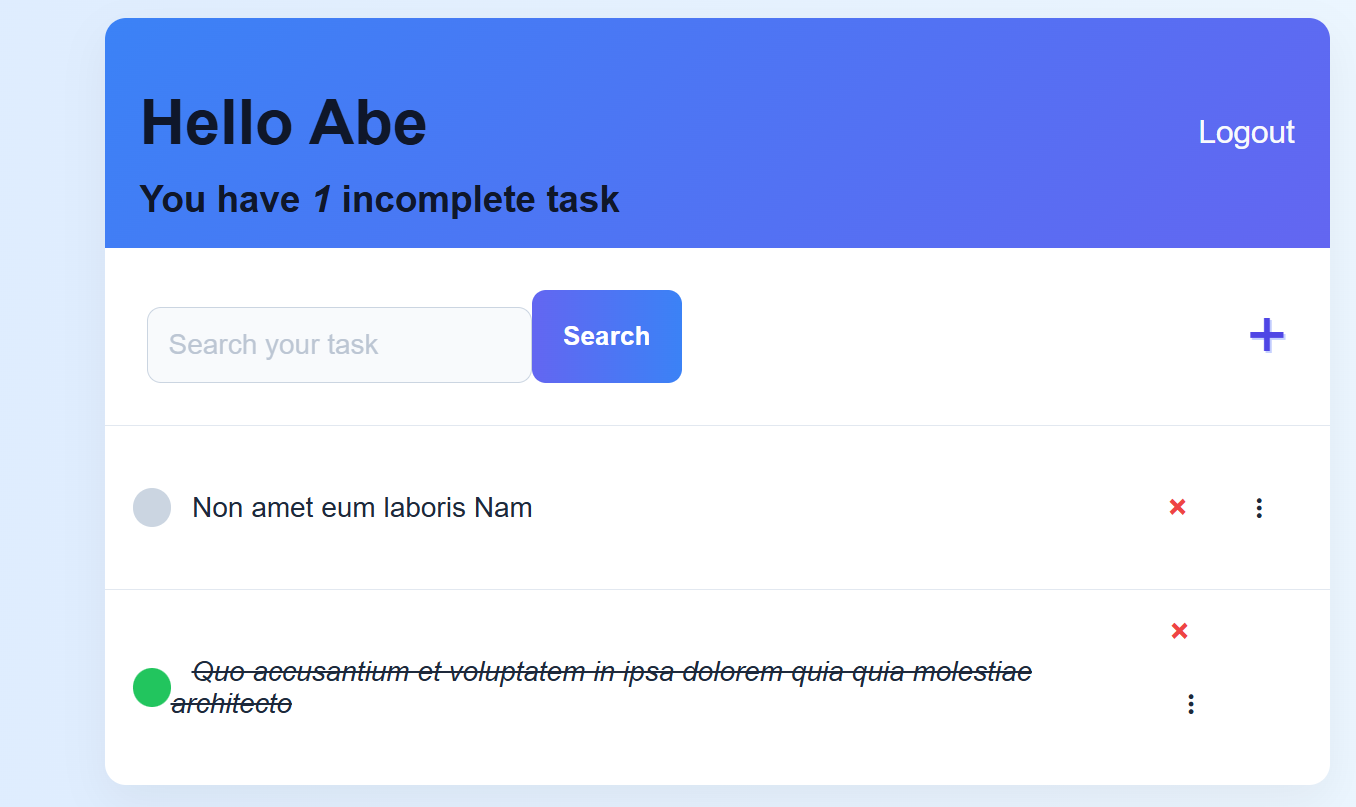 Hello Abe
Logout
You have 1 incomplete task
Search your task
Search
Non amet eum laboris Nam
Quo accusantium et voluptatem in ipsa dolorem quia quia molestiae
architecto